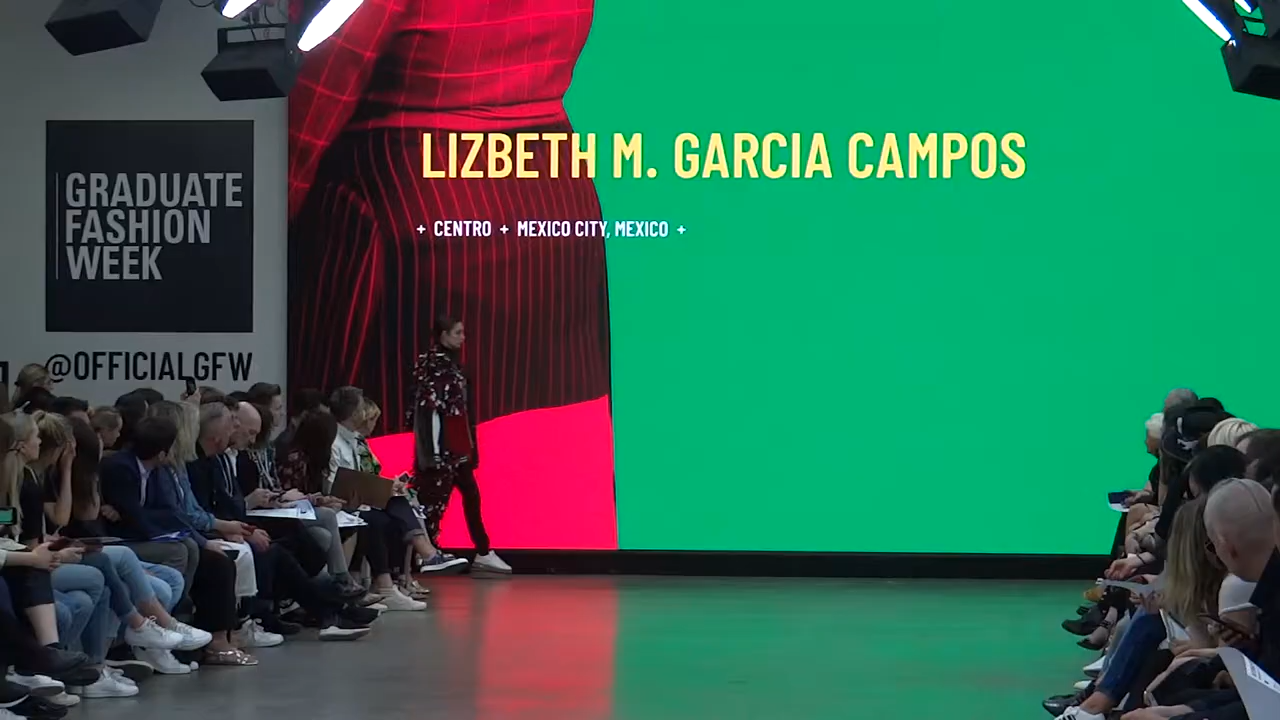 LIZBETH M. GARCIA CAMPOS
+ CENTRO + MEXICO CITY, MEXICO +
GRADUATE
FASHION
WEEK
@OFFICIALGFW